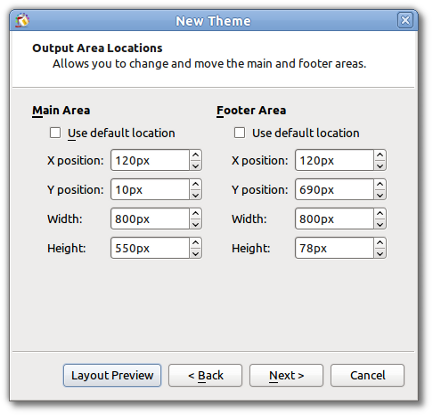 New Theme
Output Area Locations
Allows you to change and move the main and footer areas.
Main Area
Use default location
X position: 120px
Y position: 10px
Width: 800px
Height: 550px
Footer Area
Use default location
X position: 120px
Y position: 690px
Width: 800px
Height: 78px
Layout Preview
< Back
Next >
Cancel